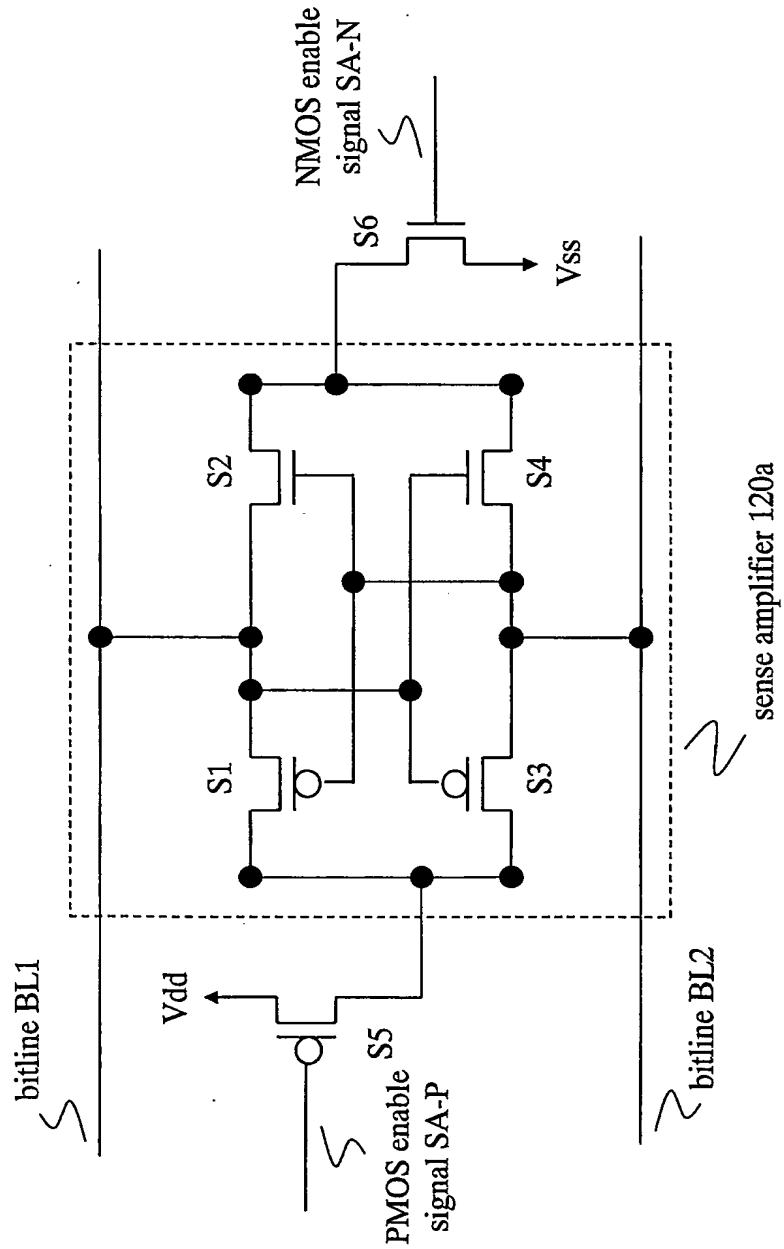 bitline BL1
PMOS enable
signal SA-P
Vdd
S5
S1
S2
S3
S4
S6
NMOS enable
signal SA-N
Vss
bitline BL2
sense amplifier 120a